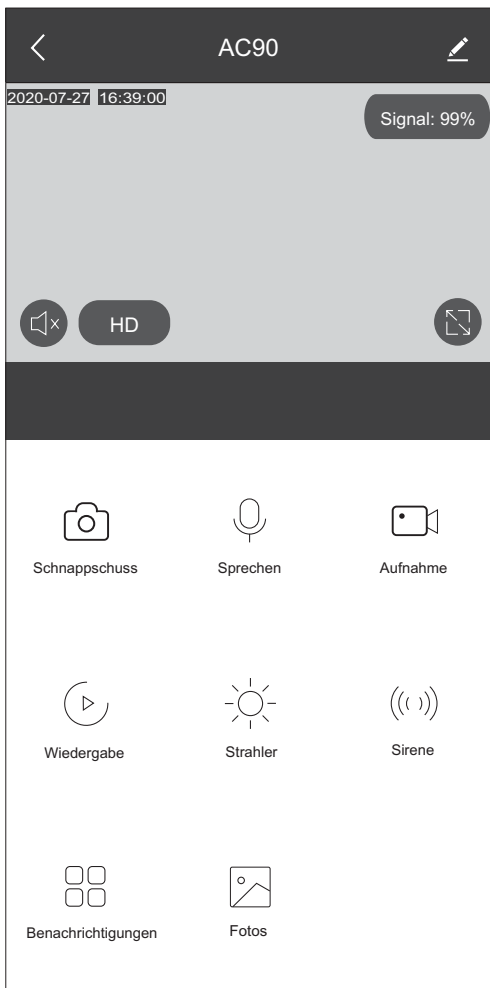 AC90
2020-07-27 16:39:00
Signal: 99%
HD
Schnappschuss
Sprechen
Aufnahme
Wiedergabe
Strahler
Sirene
Benachrichtigungen
Fotos